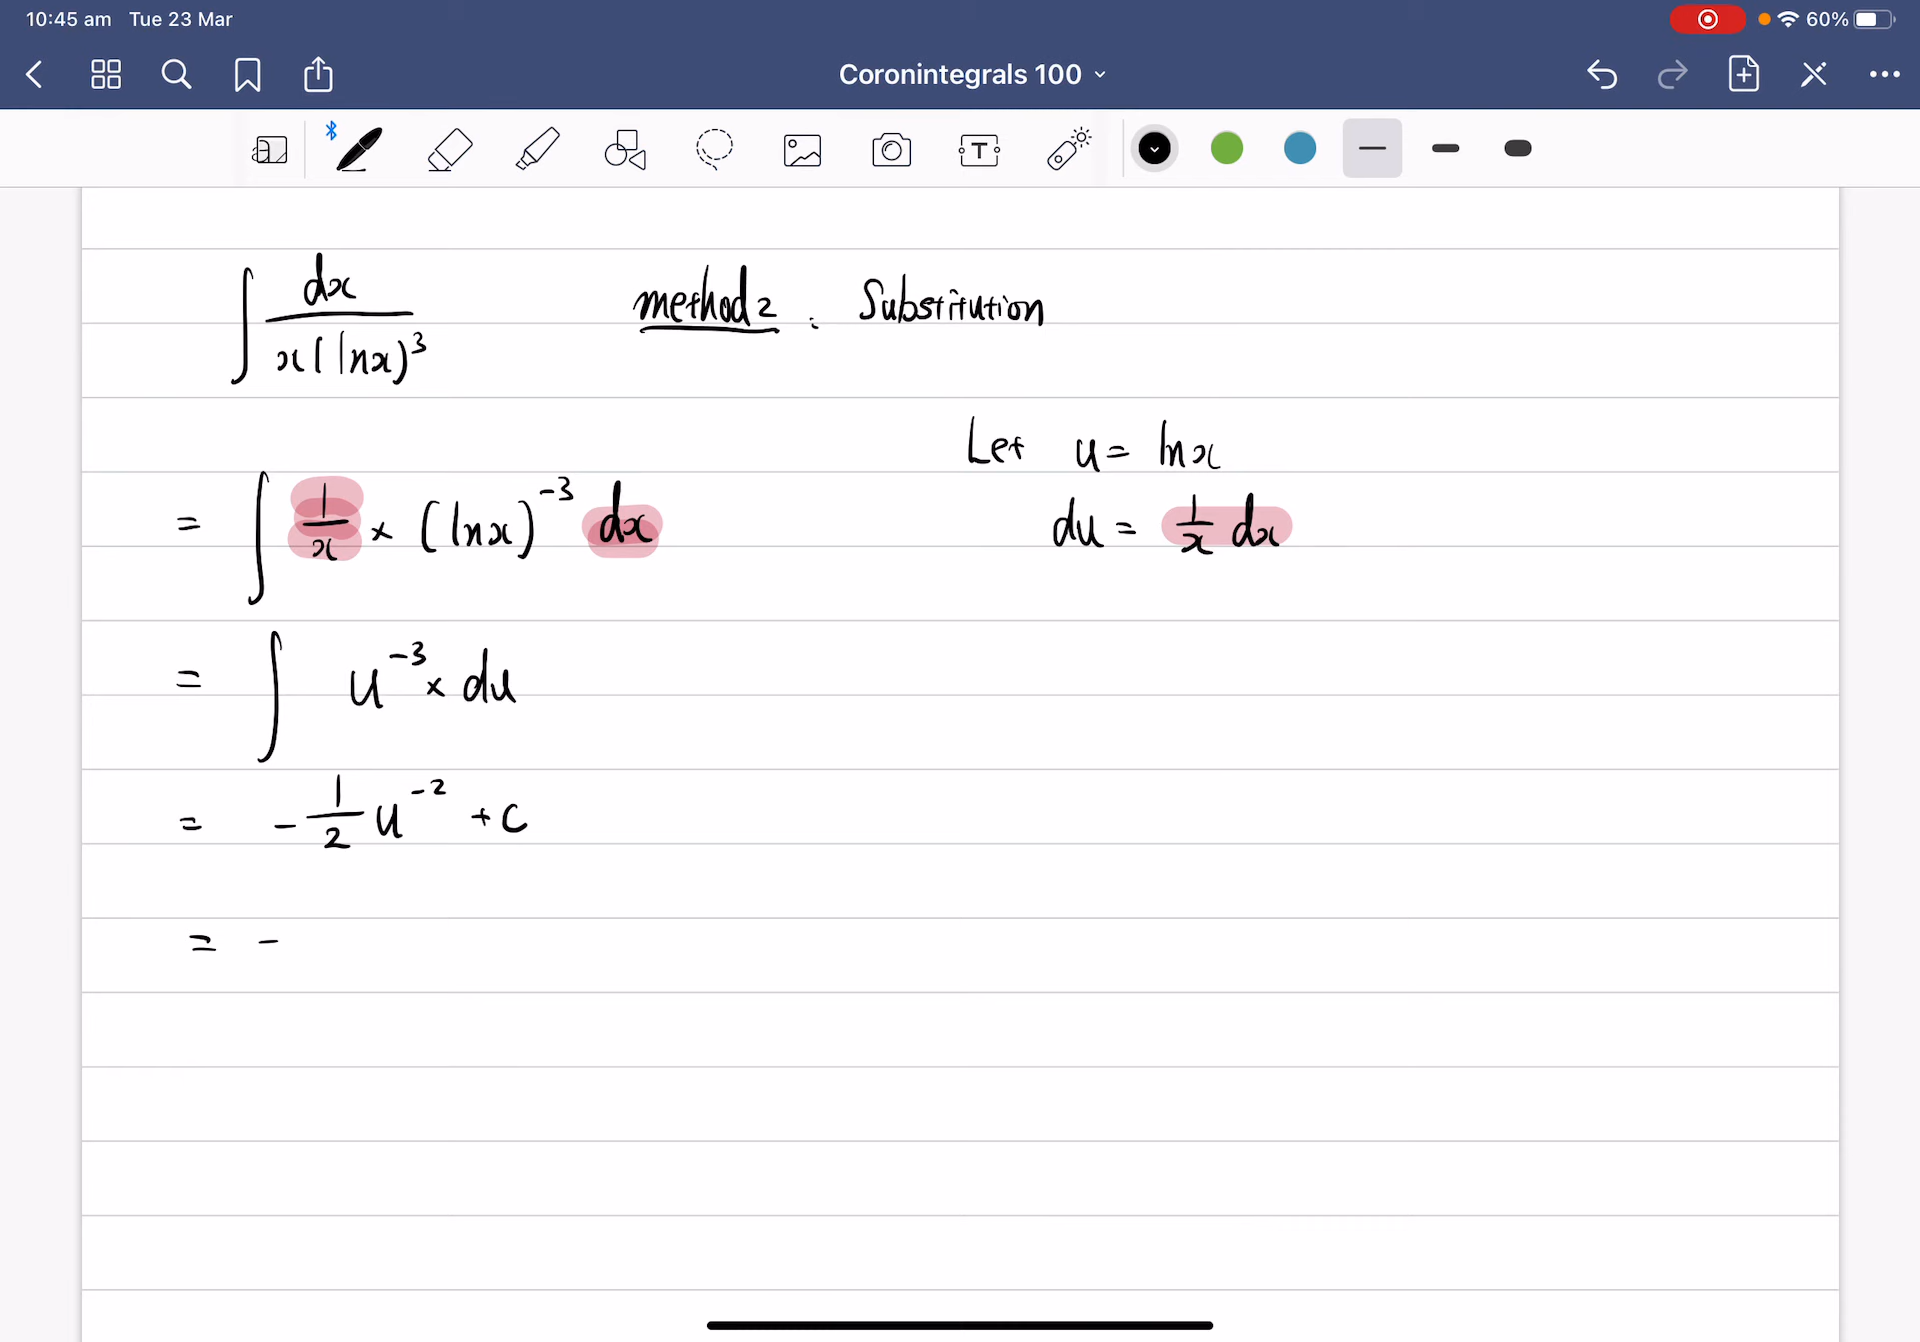 10:45 am Tue 23 Mar
60%
Coronintegrals 100
∫ dx / x(lnx)³ method 2 : Substitution
Let u = lnx
= ∫ 1/x × (lnx)⁻³ dx du = 1/x dx
= ∫ u⁻³ × du
= -1/2 u⁻² + c
= -